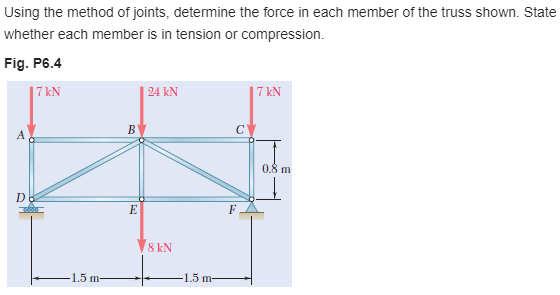 Using the method of joints, determine the force in each member of the truss shown. State
whether each member is in tension or compression.
Fig. P6.4
7 kN
24 kN
7 kN
A
B
C
0.8 m
D
E
F
8 kN
1.5 m
1.5 m